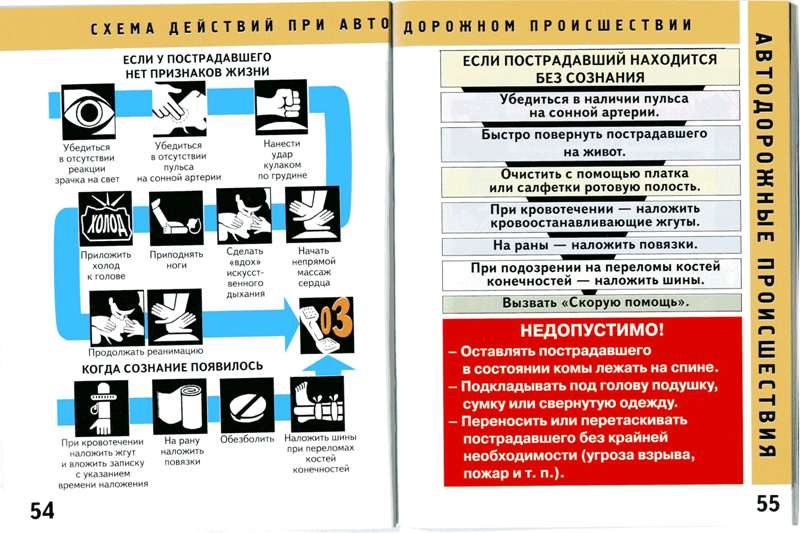 СХЕМА ДЕЙСТВИЙ ПРИ АВТОДОРОЖНОМ ПРОИСШЕСТВИИ
ЕСЛИ У ПОСТРАДАВШЕГО
НЕТ ПРИЗНАКОВ ЖИЗНИ
Убедиться
в отсутствии
реакции
зрачка на свет
Убедиться
в отсутствии
пульса
на сонной артерии
Нанести
удар
кулаком
по грудине
ХОЛОД
Приложить
холод
к голове
Приподнять
ноги
Сделать
«вдох»
искусст-
венного
дыхания
Начать
непрямой
массаж
сердца
Продолжать реанимацию
03
КОГДА СОЗНАНИЕ ПОЯВИЛОСЬ
При кровотечении
наложить жгут
и вложить записку
с указанием
времени наложения
На рану
наложить
повязки
Обезболить
Наложить шины
при переломах
костей
конечностей
54
ЕСЛИ ПОСТРАДАВШИЙ НАХОДИТСЯ
БЕЗ СОЗНАНИЯ
Убедиться в наличии пульса
на сонной артерии.
Быстро повернуть пострадавшего
на живот.
Очистить с помощью платка
или салфетки ротовую полость.
При кровотечении — наложить
кровоостанавливающие жгуты.
На раны — наложить повязки.
При подозрении на переломы костей
конечностей — наложить шины.
Вызвать «Скорую помощь».
НЕДОПУСТИМО!
– Оставлять пострадавшего
в состоянии комы лежать на спине.
– Подкладывать под голову подушку,
сумку или свернутую одежду.
– Переносить или перетаскивать
пострадавшего без крайней
необходимости (угроза взрыва,
пожар и т. п.).
АВТОДОРОЖНЫЕ ПРОИСШЕСТВИЯ
55